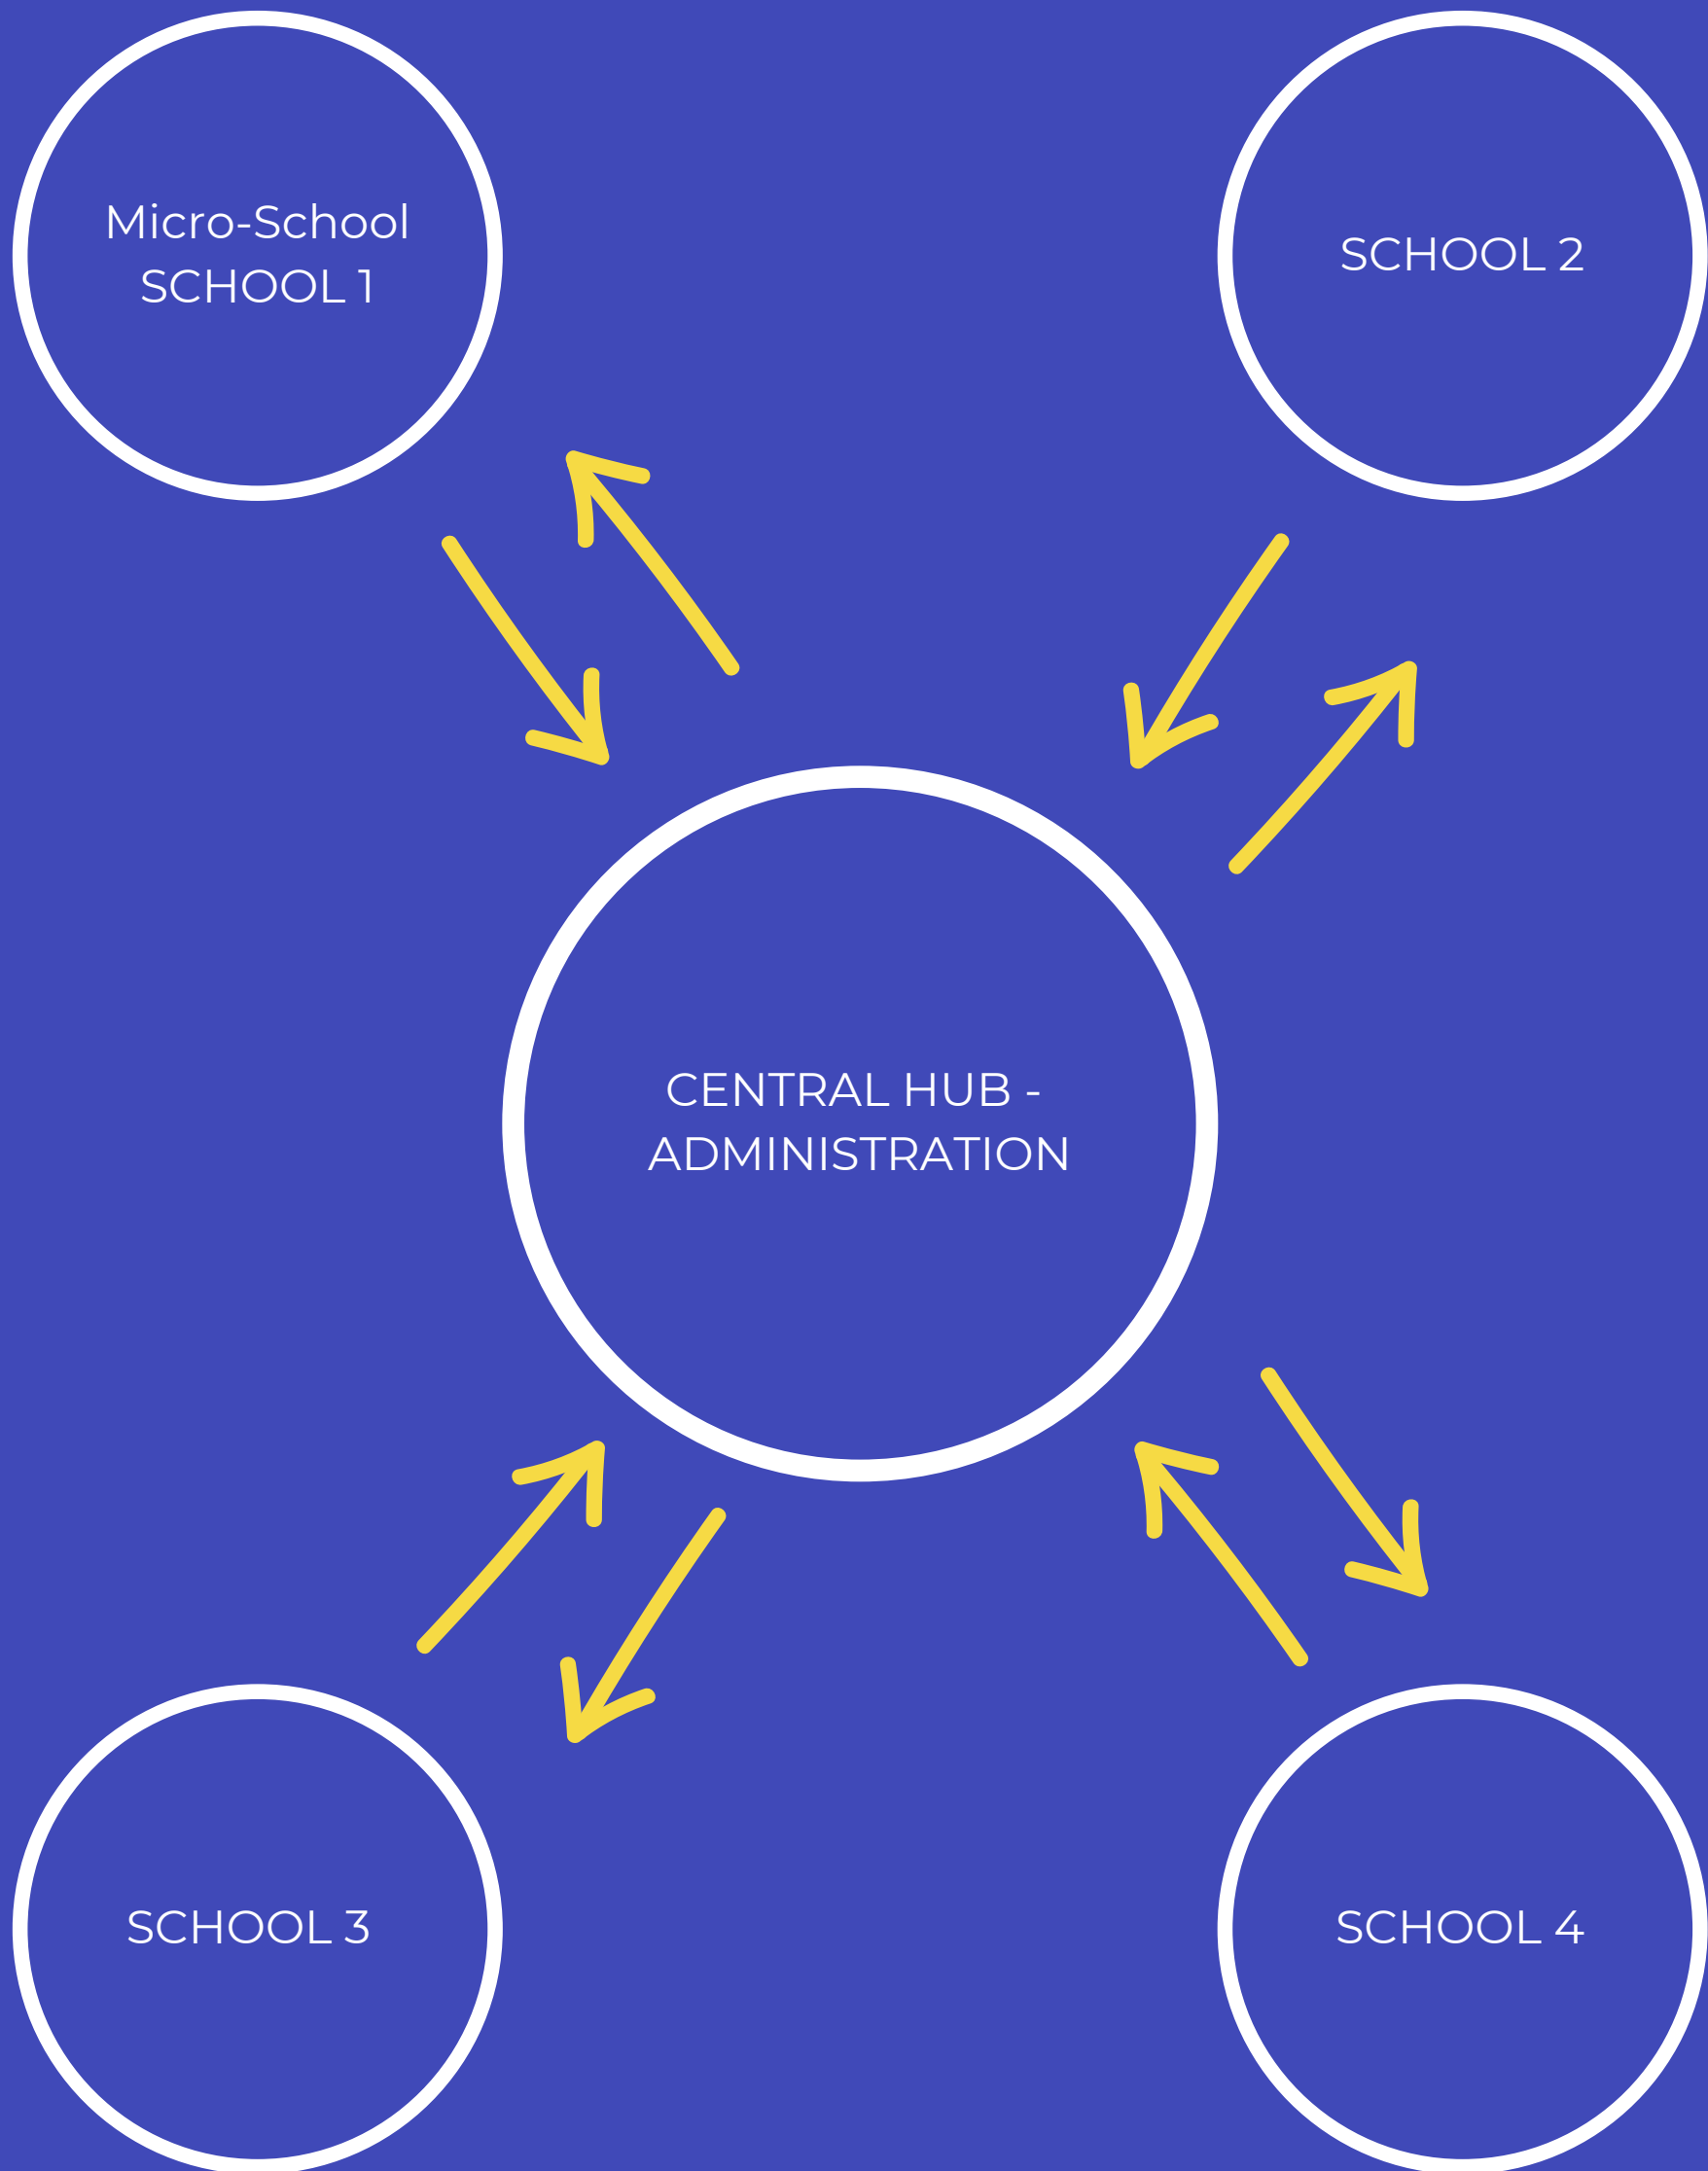 Micro-School
SCHOOL 1
SCHOOL 2
CENTRAL HUB -
ADMINISTRATION
SCHOOL 3
SCHOOL 4